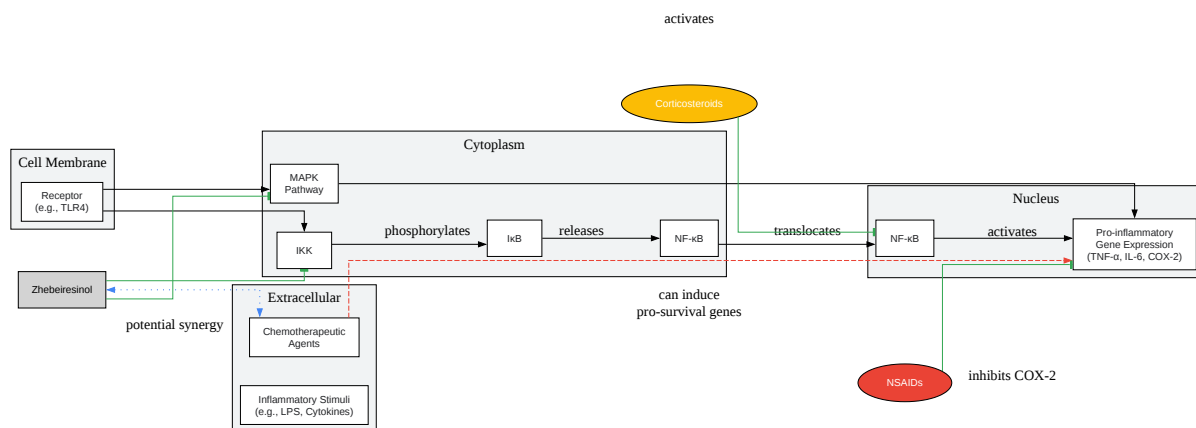 activates
Corticosteroids
Cytoplasm
Cell Membrane
MAPK
Pathway
Receptor
(e.g., TLR4)
Nucleus
phosphorylates
IκB
releases
NF-κB
translocates
NF-κB
activates
Pro-inflammatory
Gene Expression
(TNF-α, IL-6, COX-2)
IKK
Zhebeiresinol
Extracellular
can induce
pro-survival genes
potential synergy
Chemotherapeutic
Agents
NSAIDs
inhibits COX-2
Inflammatory Stimuli
(e.g., LPS, Cytokines)